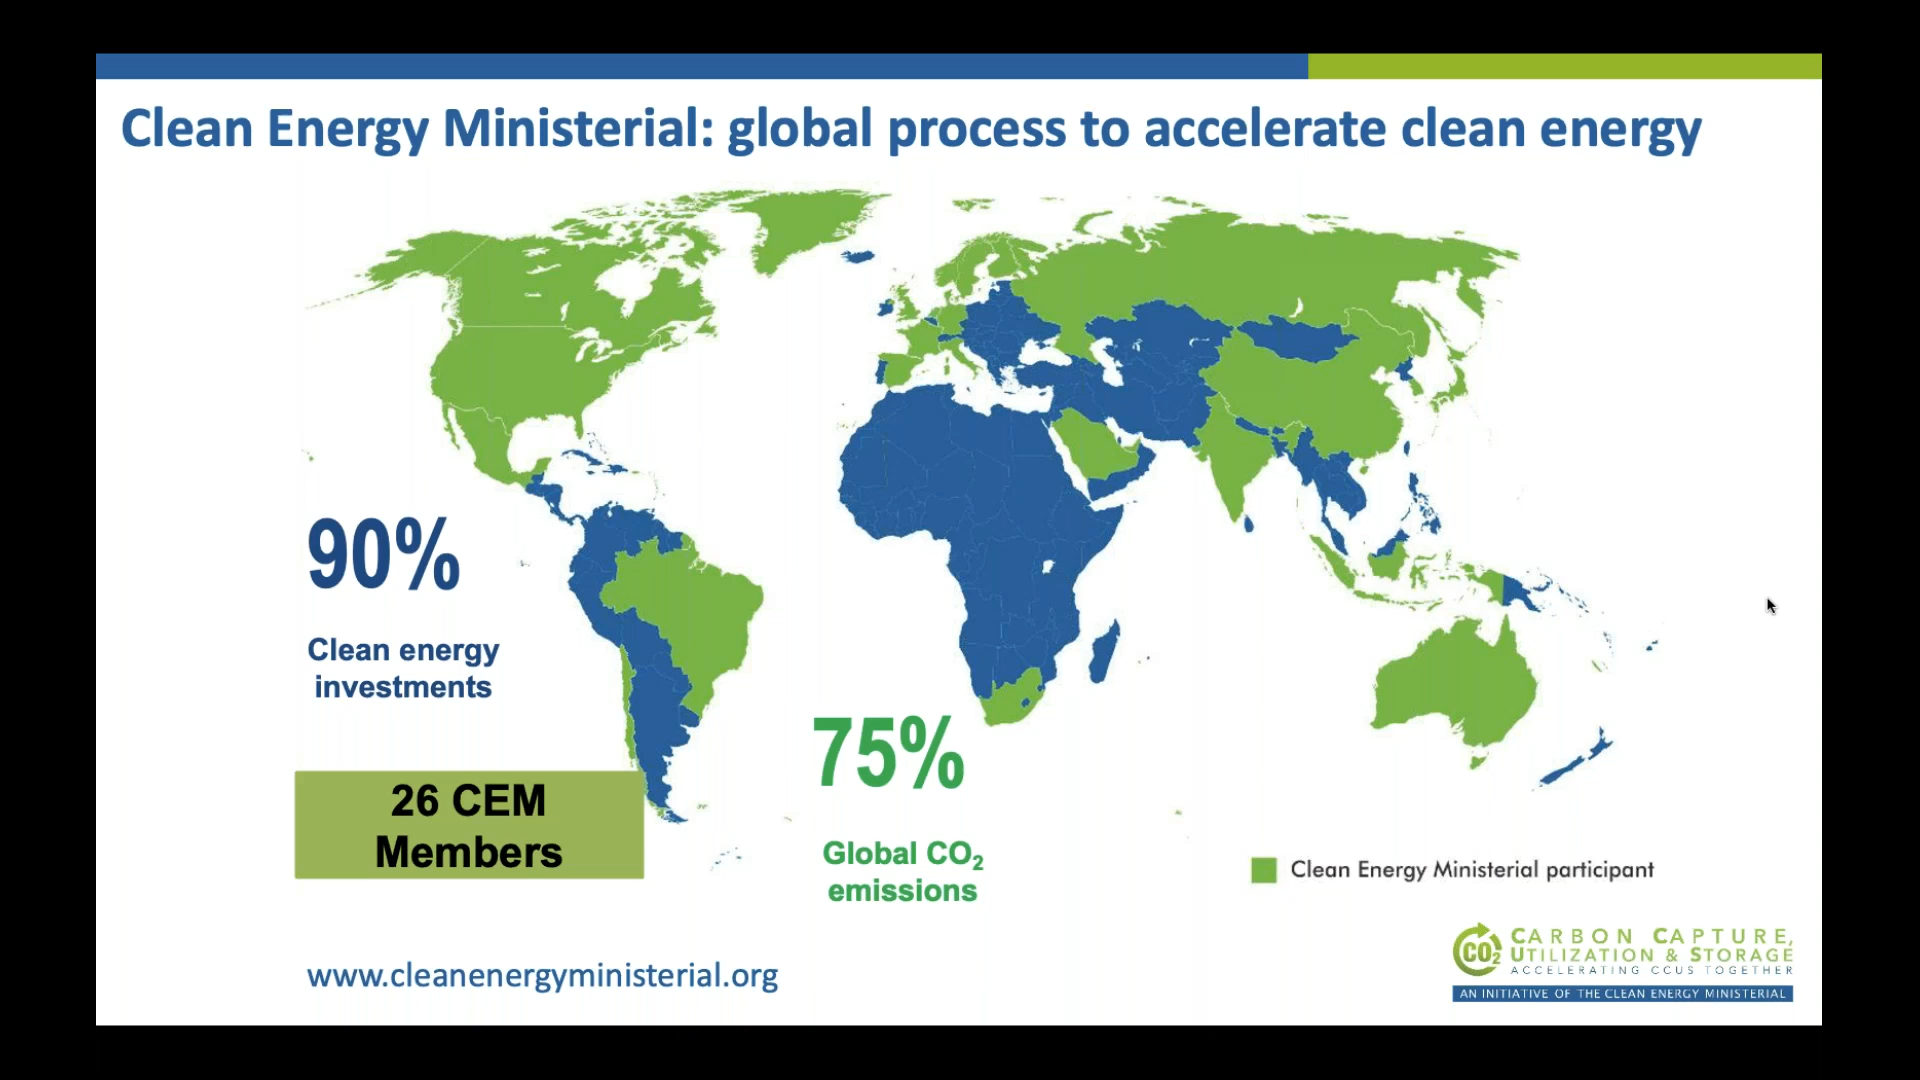 Clean Energy Ministerial: global process to accelerate clean energy
Canada
90%
Clean energy
investments
75%
26 CEM
Members
Global CO₂
emissions
Clean Energy Ministerial participant
www.cleanenergyministerial.org
CO₂
CARBON CAPTURE,
UTILIZATION & STORAGE
ACCELERATING CCUS TOGETHER
AN INITIATIVE OF THE CLEAN ENERGY MINISTERIAL